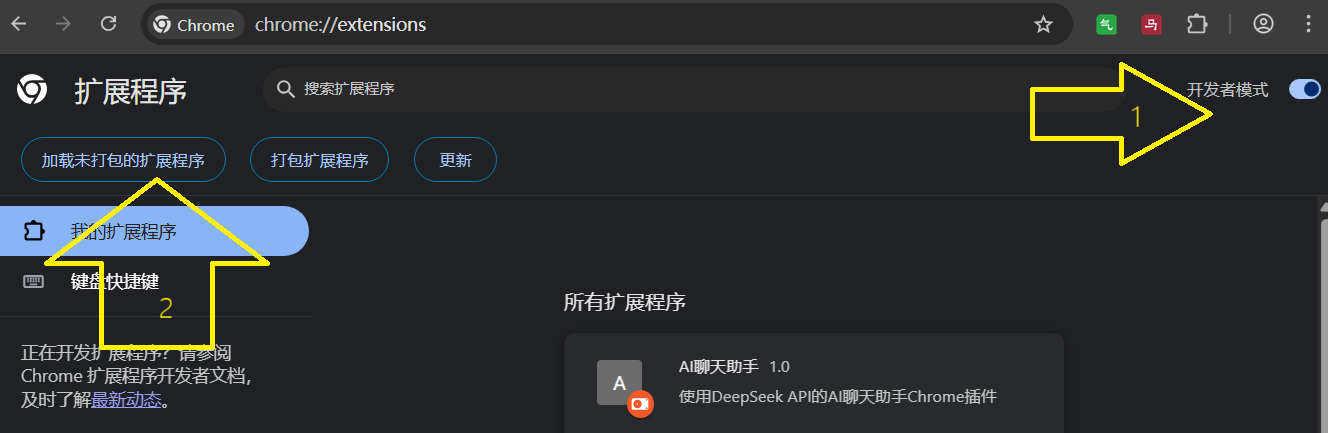 Chrome
chrome://extensions
气
马
扩展程序
搜索扩展程序
开发者模式
1
加载未打包的扩展程序
打包扩展程序
更新
我的扩展程序
键盘快捷键
2
所有扩展程序
正在开发扩展程序？请参阅
Chrome 扩展程序开发者文档，
及时了解最新动态。
A
AI聊天助手 1.0
使用DeepSeek API的AI聊天助手Chrome插件